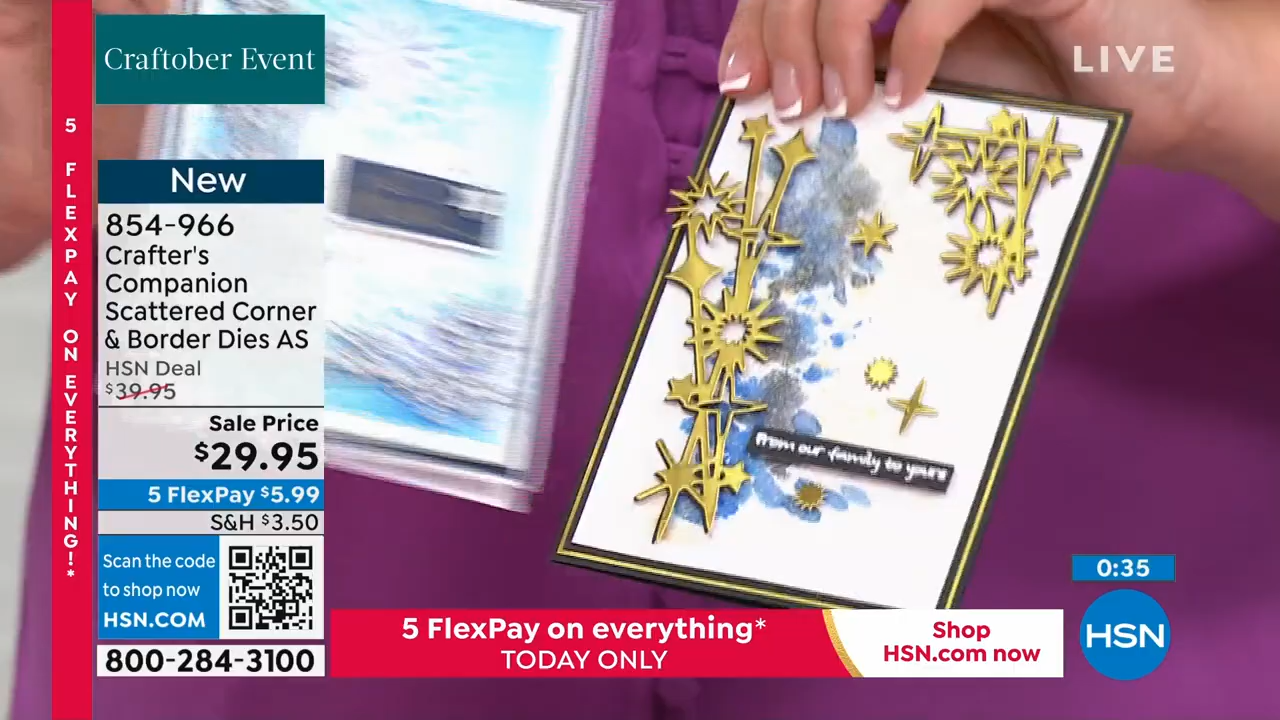 5 FLEXPAY ON EVERYTHING!*
Craftober Event
New
854-966
Crafter's
Companion
Scattered Corner
& Border Dies AS
HSN Deal
$39.95
Sale Price
$29.95
5 FlexPay $5.99
S&H $3.50
Scan the code
to shop now
HSN.COM
800-284-3100
LIVE
from our family to yours
0:35
HSN
5 FlexPay on everything*
TODAY ONLY
Shop
HSN.com now